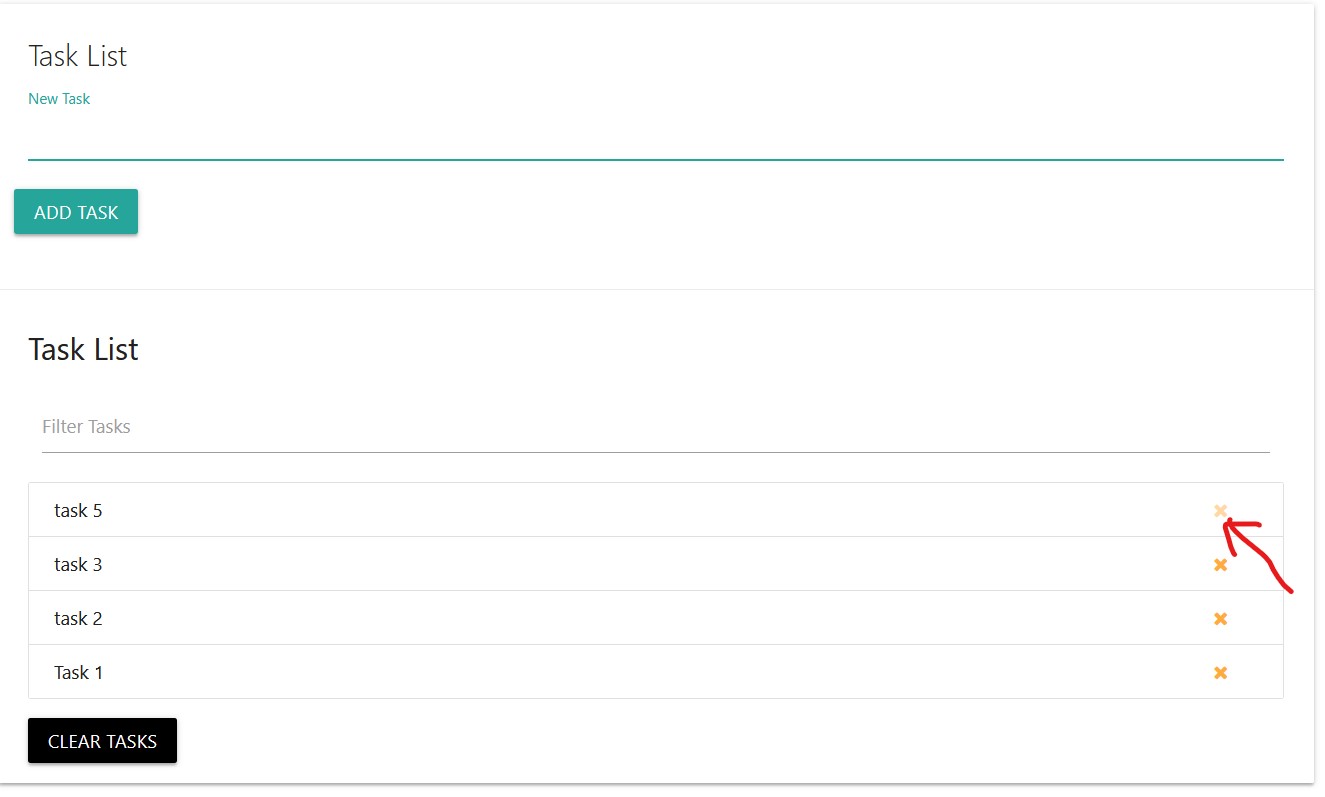 Task List
New Task
ADD TASK
Task List
Filter Tasks
task 5
task 3
task 2
Task 1
CLEAR TASKS